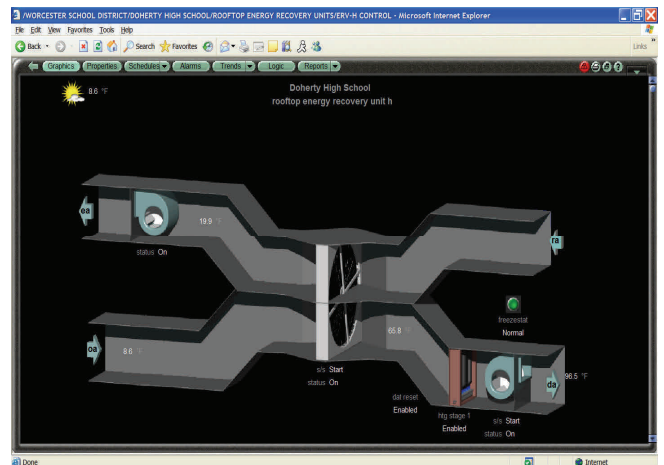 /WORCESTER SCHOOL DISTRICT/DOHERTY HIGH SCHOOL/ROOFTOP ENERGY RECOVERY UNITS/ERV-H CONTROL - Microsoft Internet Explorer
File Edit View Favorites Tools Help
Back Search Favorites Links
Graphics Properties Schedules Alarms Trends Logic Reports
8.6 °F
Doherty High School
rooftop energy recovery unit h
ea
19.9 °F
ra
status On
freezestat
Normal
oa
8.6 °F
65.8 °F
s/s Start
status On
da
96.5 °F
dat reset
Enabled
htg stage 1
Enabled
s/s Start
status On
Done Internet